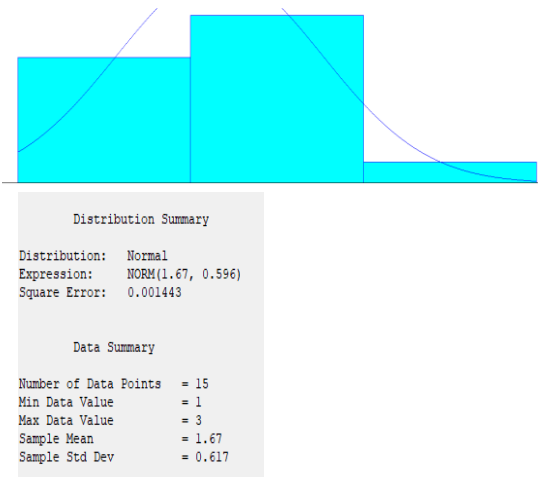 Distribution Summary
Distribution: Normal
Expression: NORM(1.67, 0.596)
Square Error: 0.001443
Data Summary
Number of Data Points = 15
Min Data Value = 1
Max Data Value = 3
Sample Mean = 1.67
Sample Std Dev = 0.617